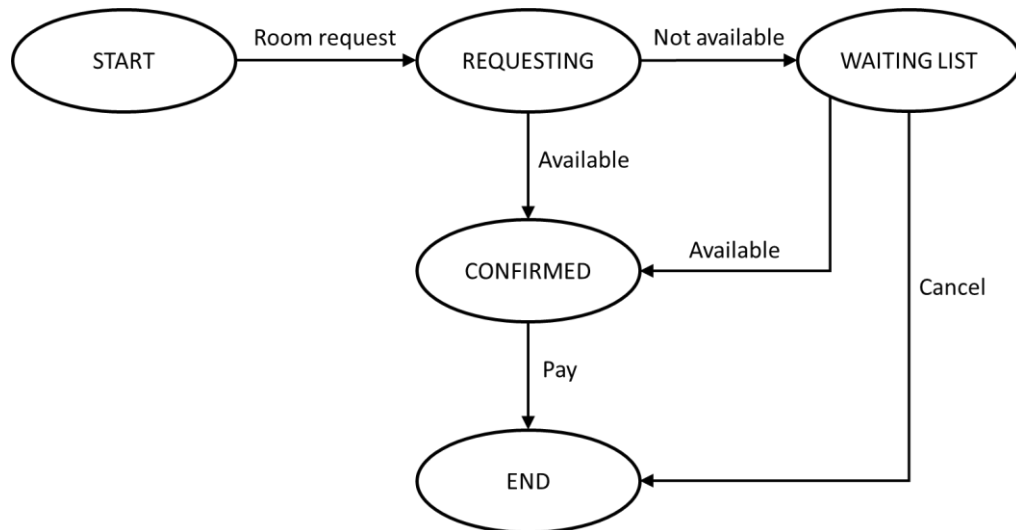 START
Room request
REQUESTING
Not available
WAITING LIST
Available
CONFIRMED
Available
Cancel
Pay
END